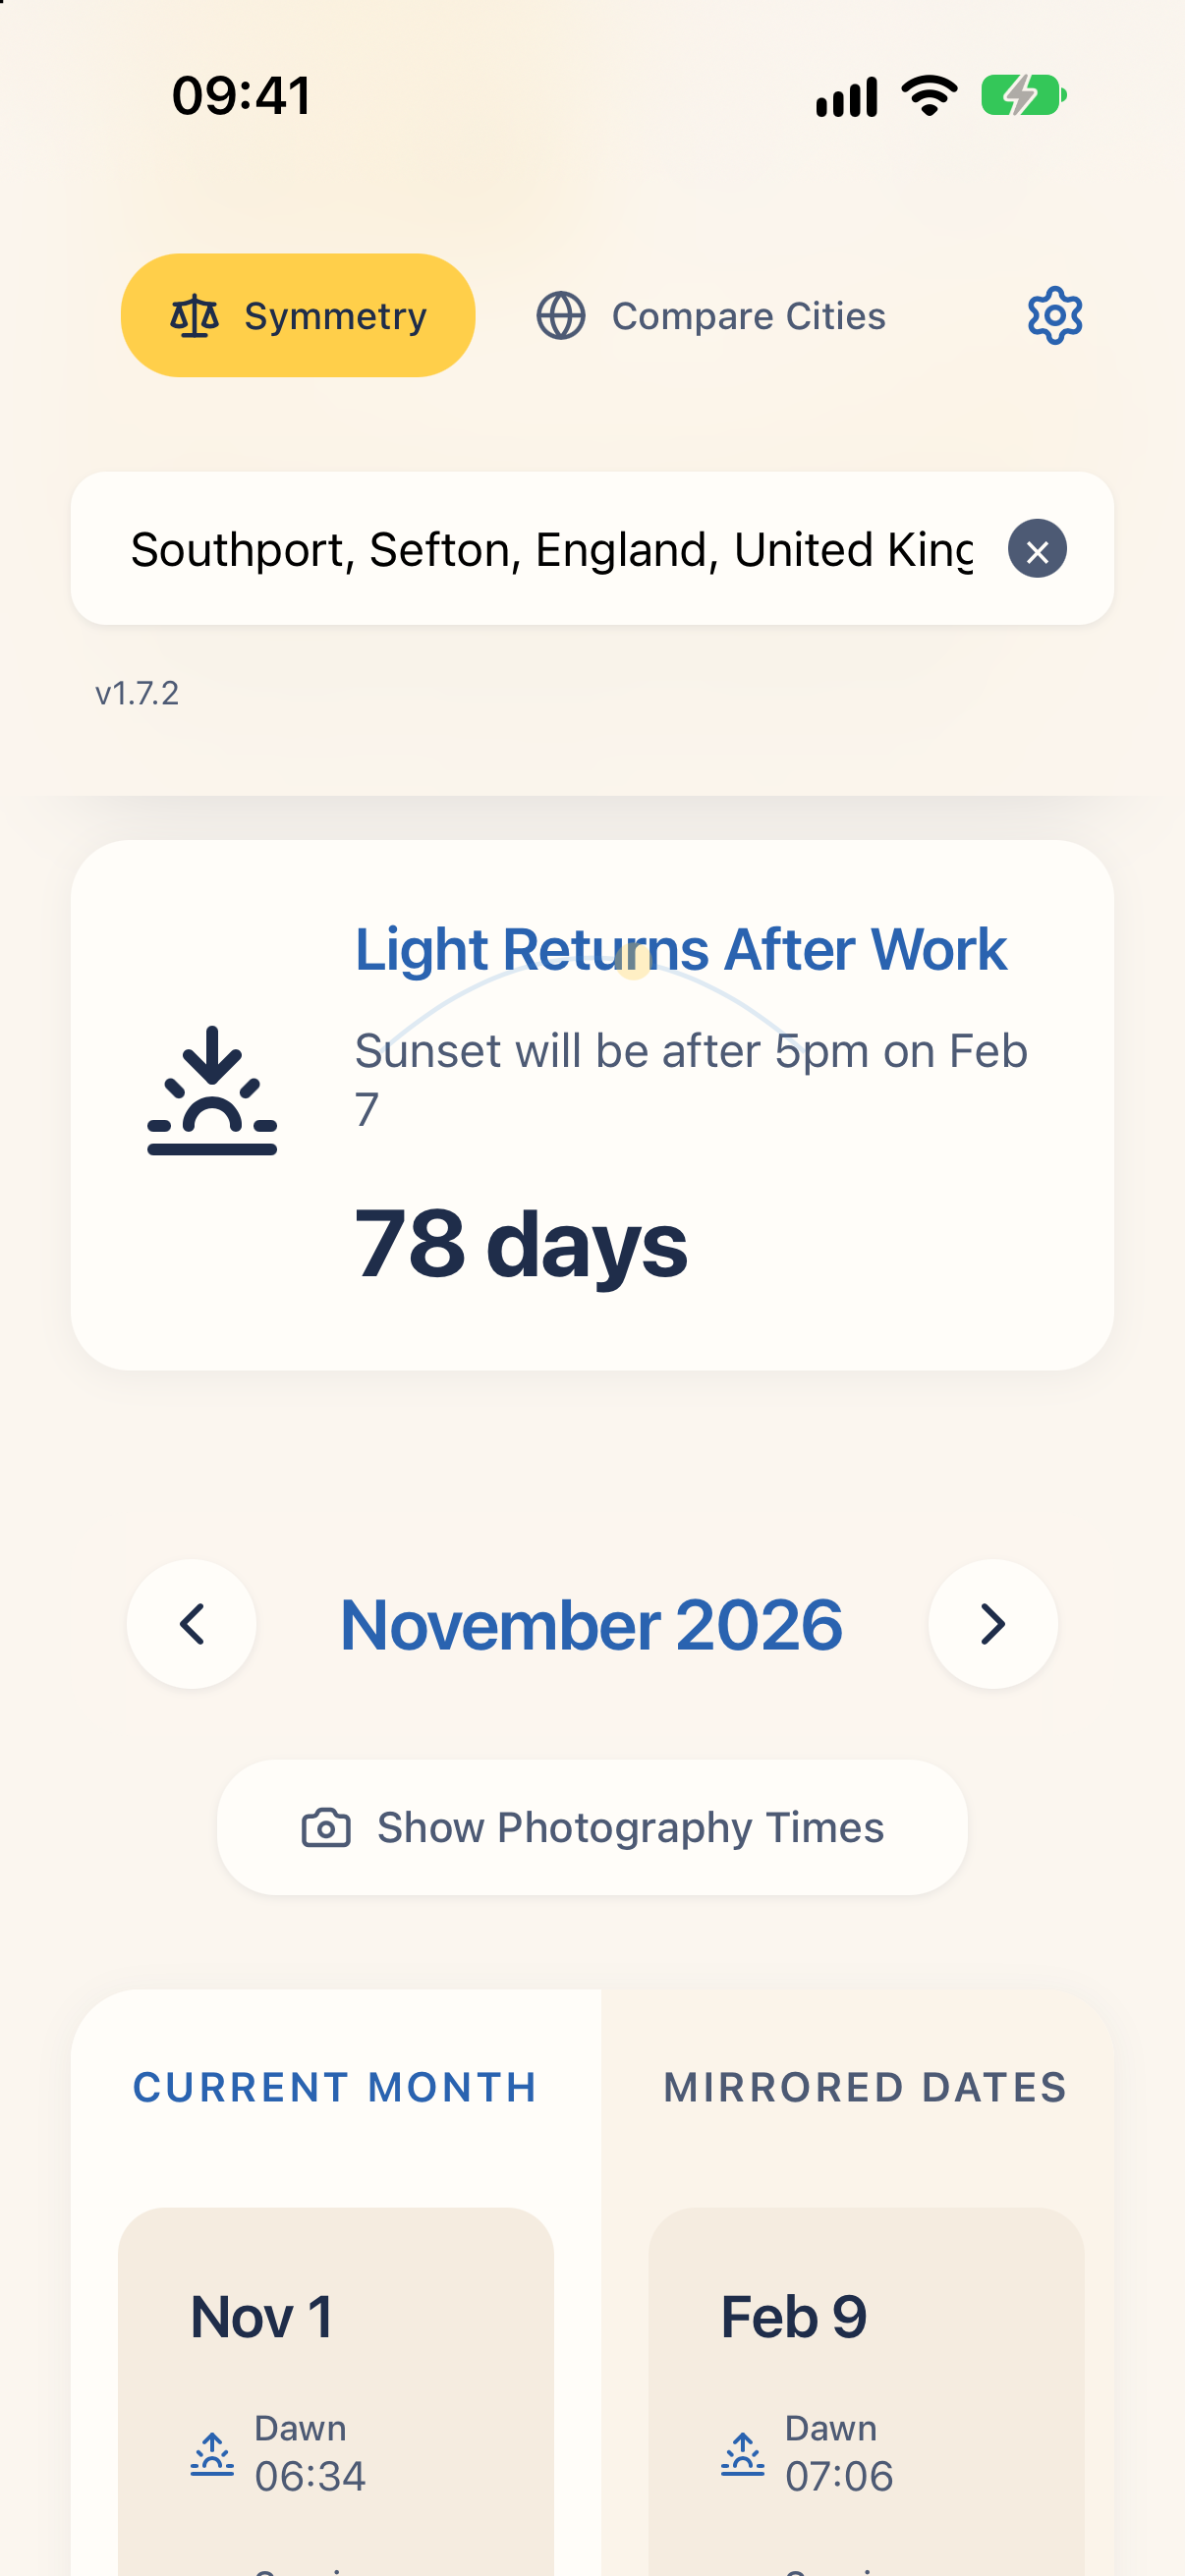 09:41
Symmetry
Compare Cities
Southport, Sefton, England, United King
v1.7.2
Light Returns After Work
Sunset will be after 5pm on Feb
7
78 days
November 2026
Show Photography Times
CURRENT MONTH
MIRRORED DATES
Nov 1
Feb 9
Dawn
Dawn
06:34
07:06